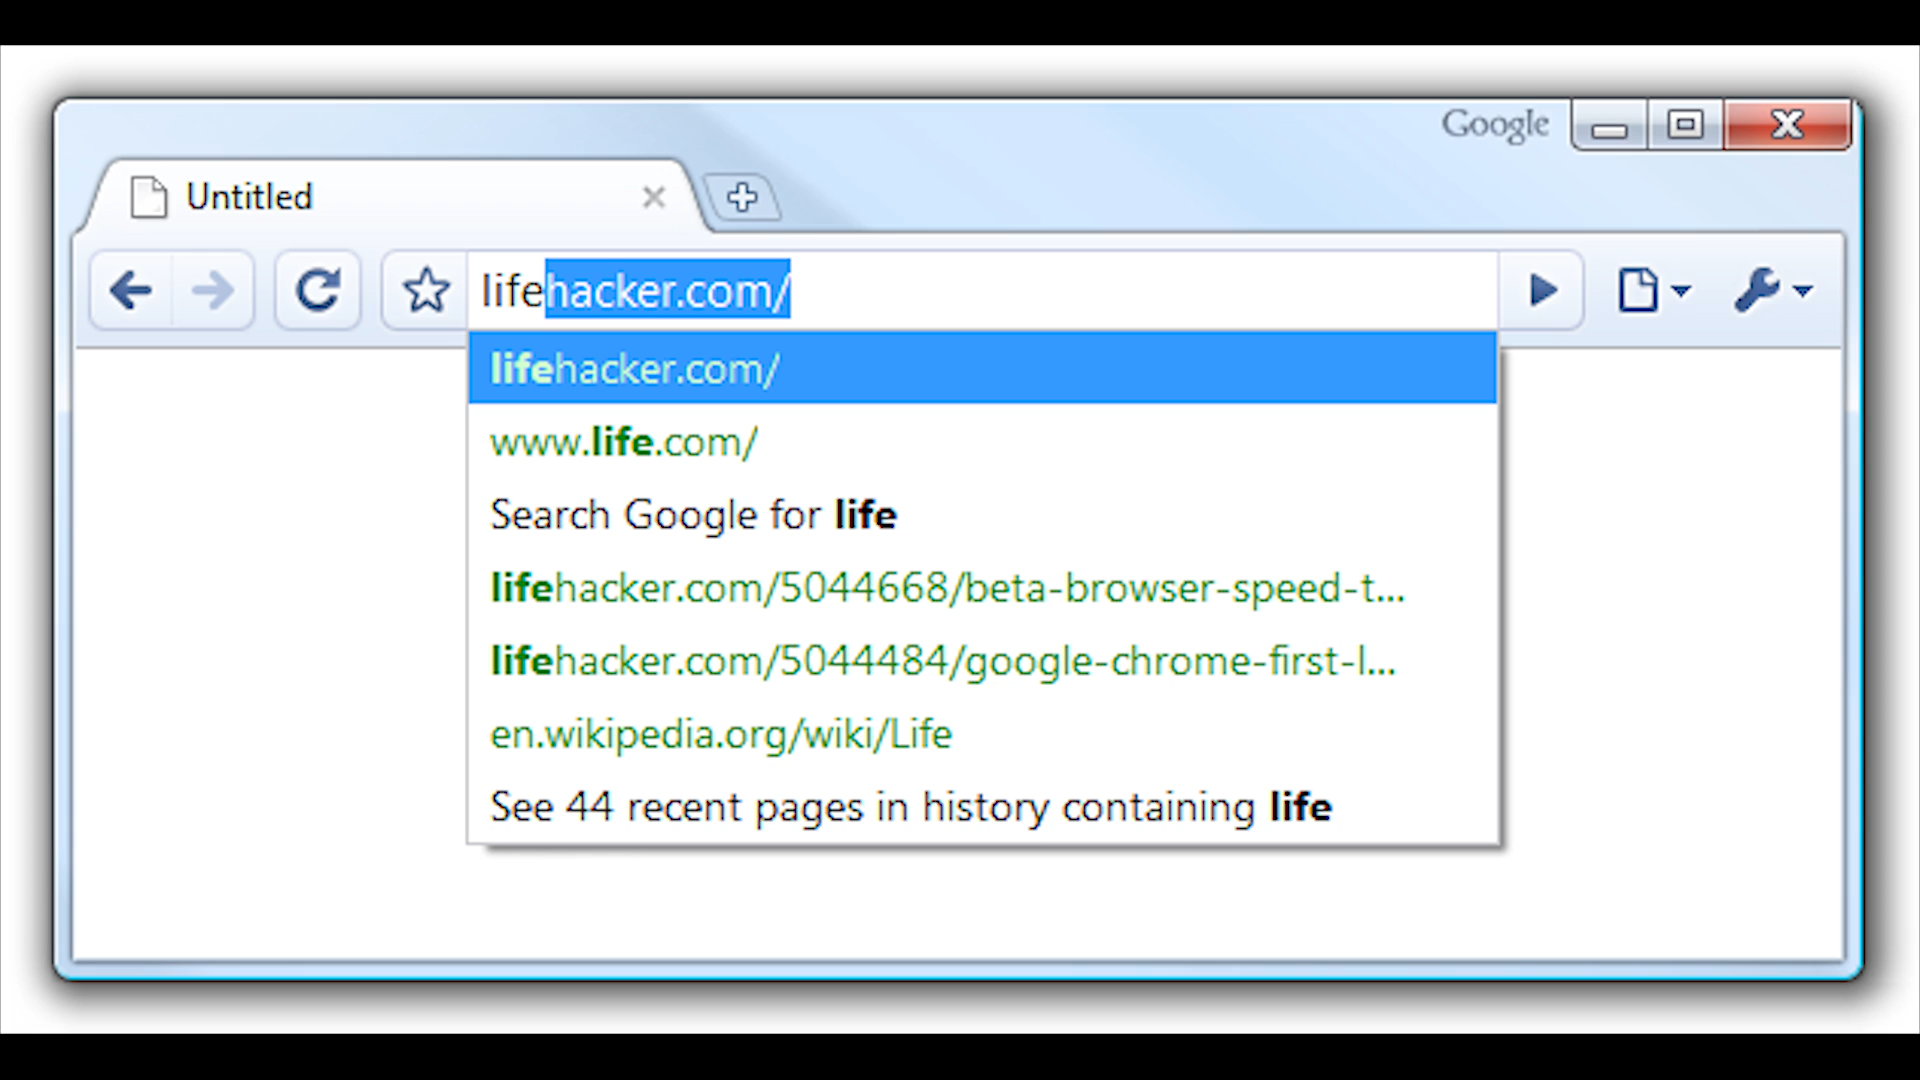 Google
Untitled
lifehacker.com/
lifehacker.com/
www.life.com/
Search Google for life
lifehacker.com/5044668/beta-browser-speed-t...
lifehacker.com/5044484/google-chrome-first-l...
en.wikipedia.org/wiki/Life
See 44 recent pages in history containing life